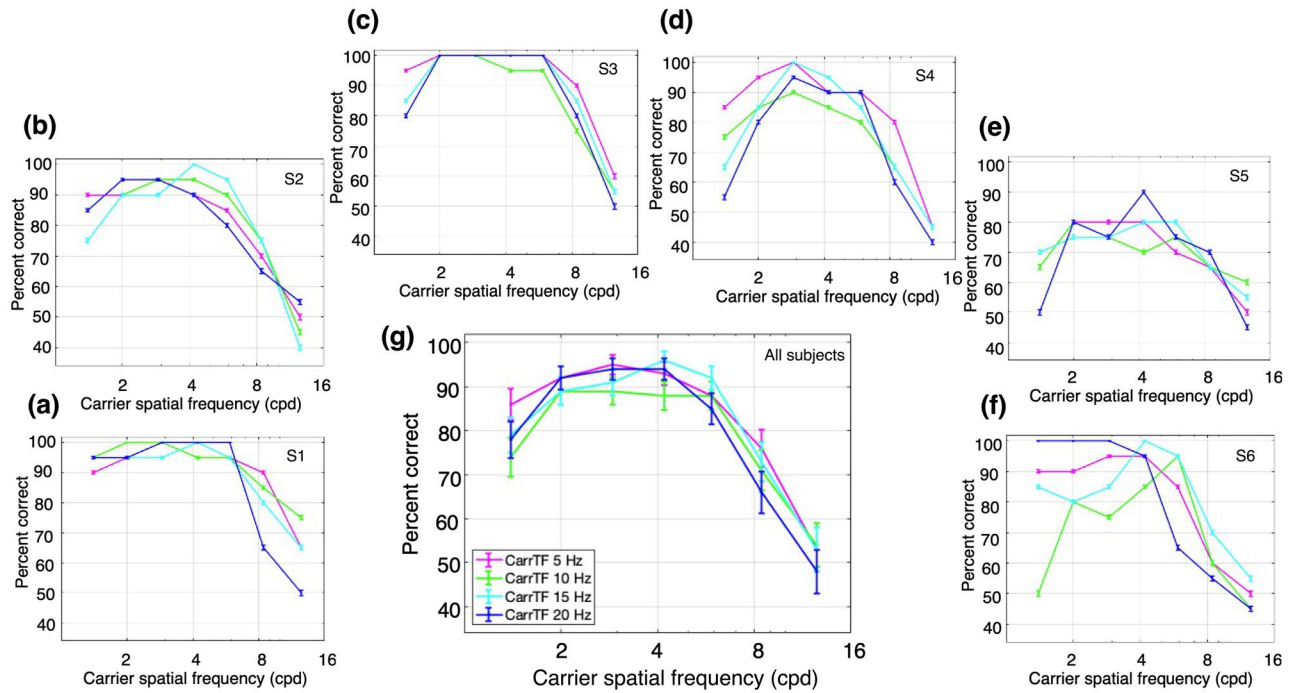 (a)
S1
100
90
80
70
60
50
40
Percent correct
2 4 8 16
Carrier spatial frequency (cpd)
(b)
S2
100
90
80
70
60
50
40
Percent correct
2 4 8 16
Carrier spatial frequency (cpd)
(c)
S3
100
90
80
70
60
50
40
Percent correct
2 4 8 16
Carrier spatial frequency (cpd)
(d)
S4
100
90
80
70
60
50
40
Percent correct
2 4 8 16
Carrier spatial frequency (cpd)
(e)
S5
100
90
80
70
60
50
40
Percent correct
2 4 8 16
Carrier spatial frequency (cpd)
(f)
S6
100
90
80
70
60
50
40
Percent correct
2 4 8 16
Carrier spatial frequency (cpd)
(g)
All subjects
100
90
80
70
60
50
40
Percent correct
CarrTF 5 Hz
CarrTF 10 Hz
CarrTF 15 Hz
CarrTF 20 Hz
2 4 8 16
Carrier spatial frequency (cpd)